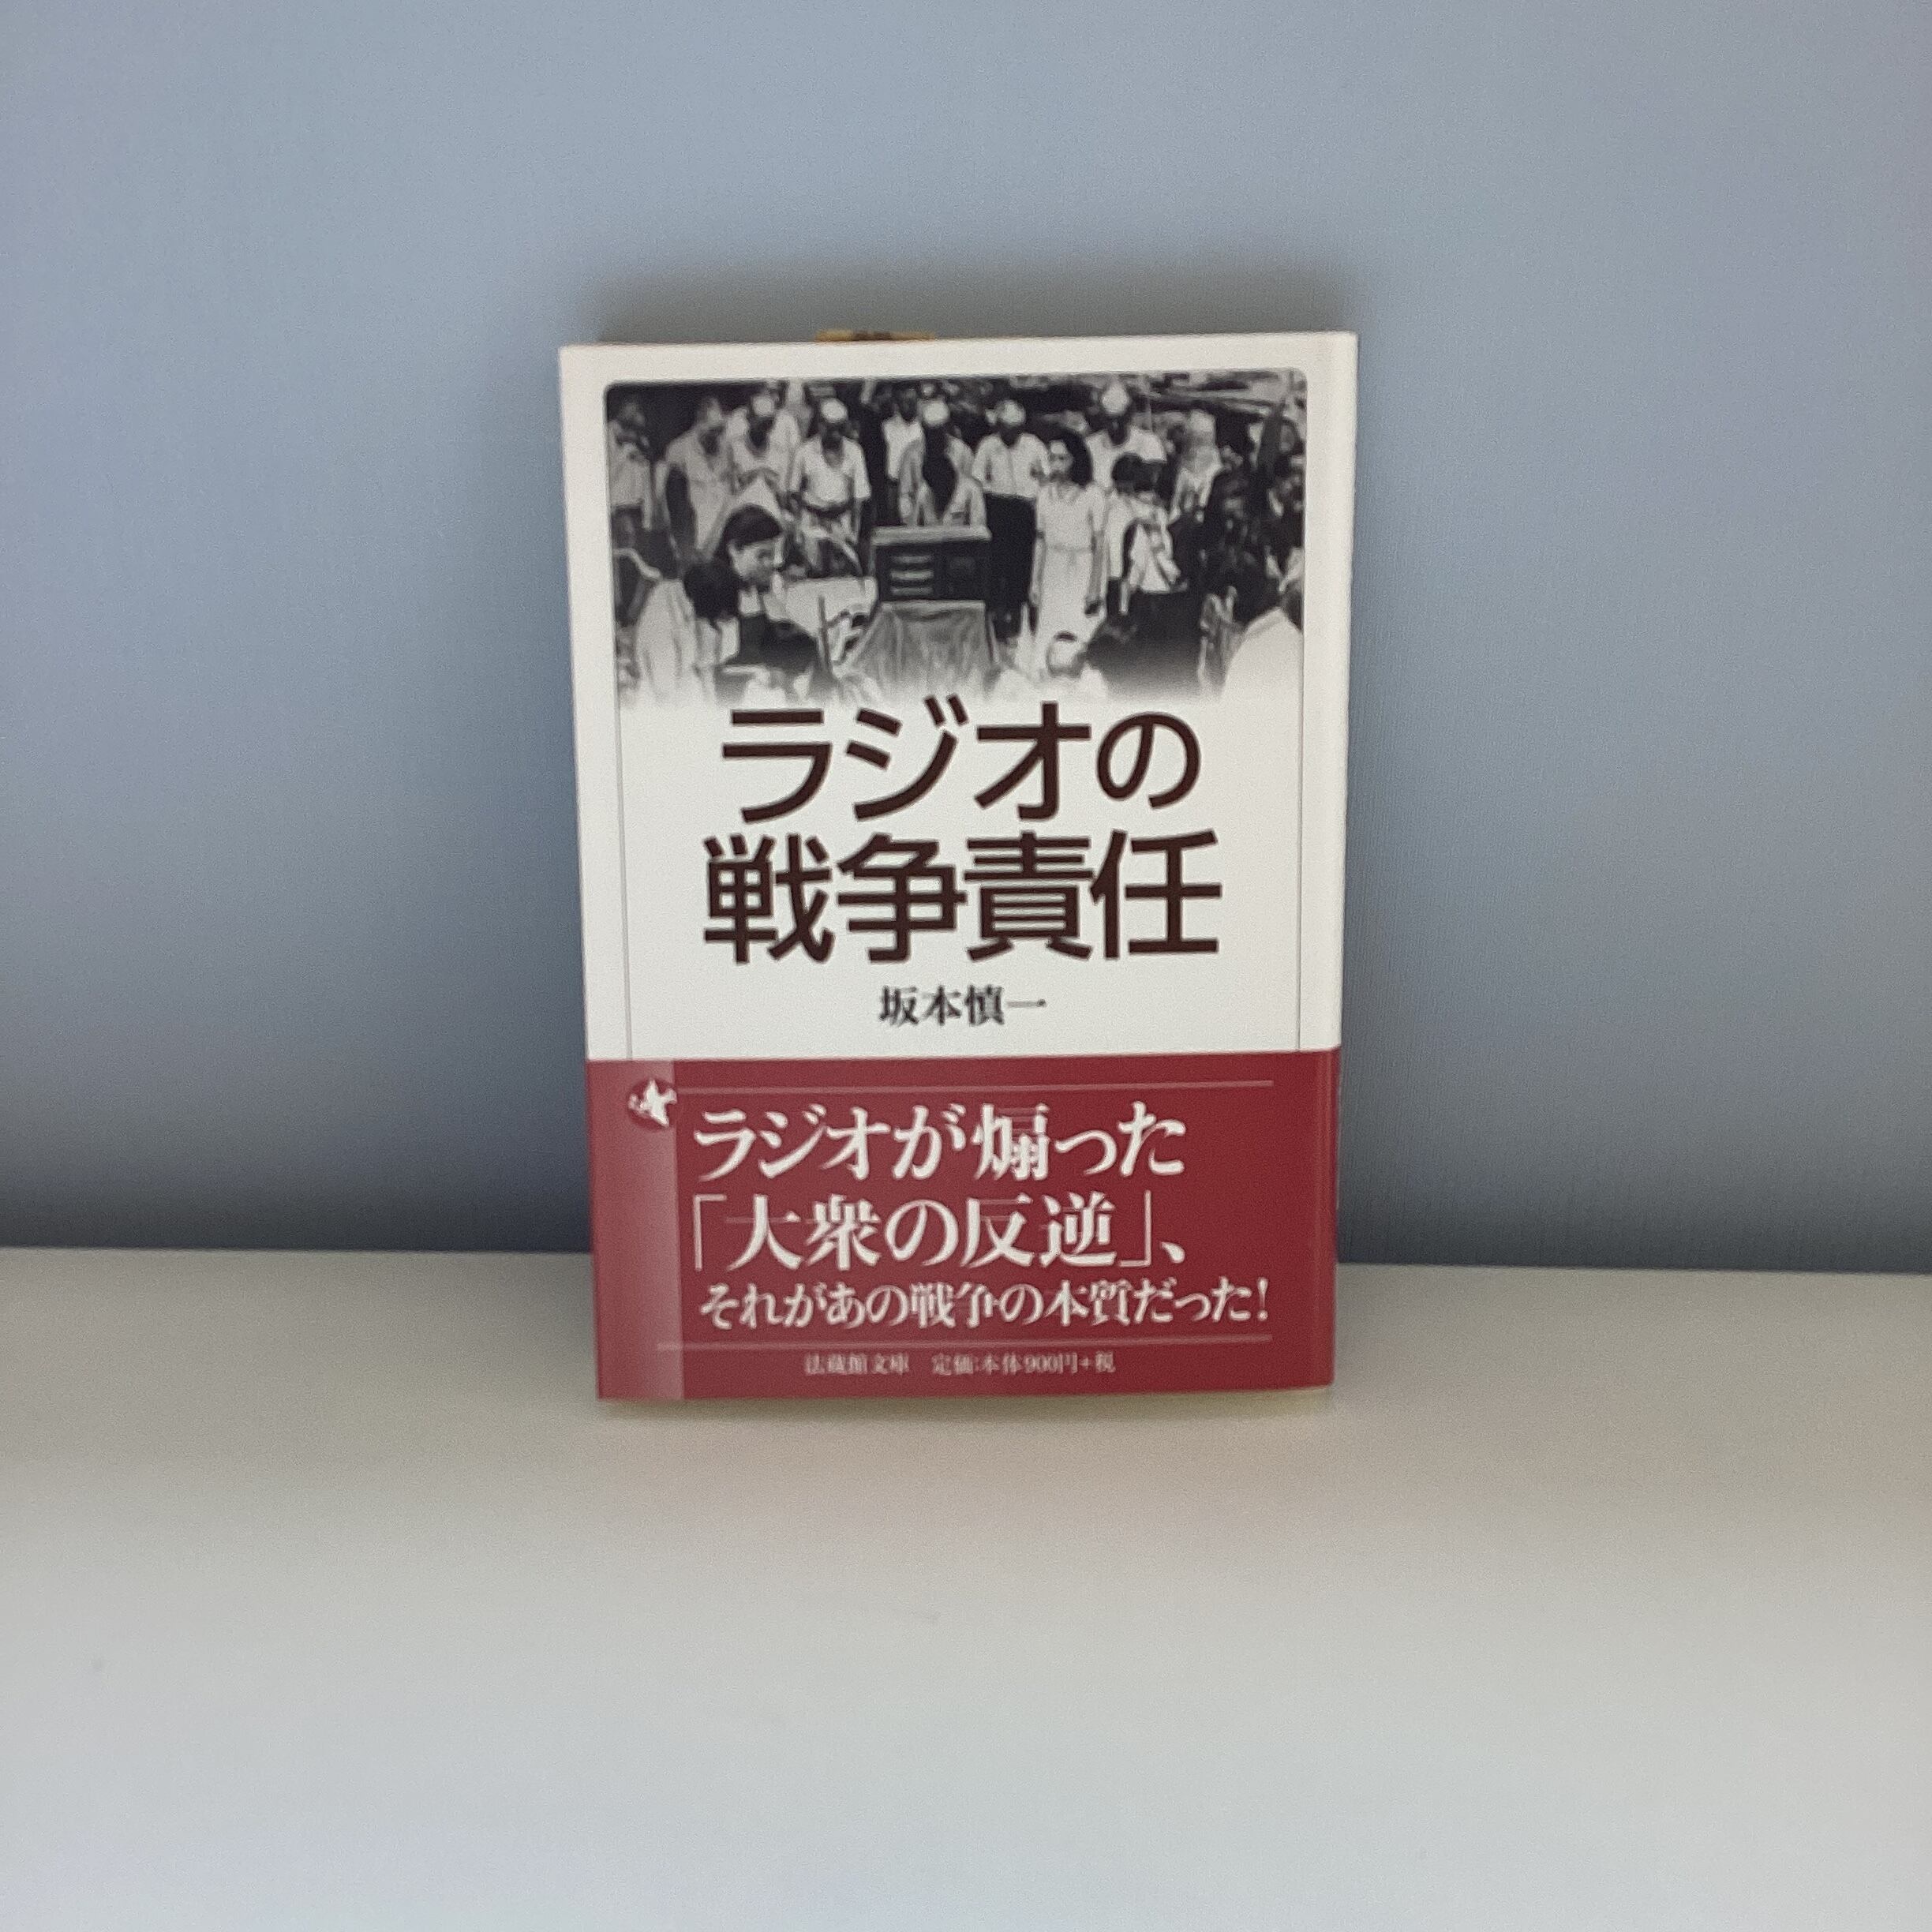 ラジオの
戦争責任
坂本慎一
ラジオが煽った
「大衆の反逆」、
それがあの戦争の本質だった!
法蔵館文庫 定価:本体900円+税